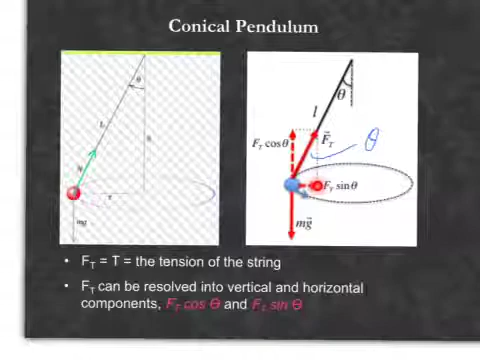 Conical Pendulum
θ
L
h
r
mg
l
θ
F_T cosθ
F⃗_T
θ
F_T sinθ
mg⃗
• F_T = T = the tension of the string
• F_T can be resolved into vertical and horizontal
components, F_T cos Θ and F_T sin Θ